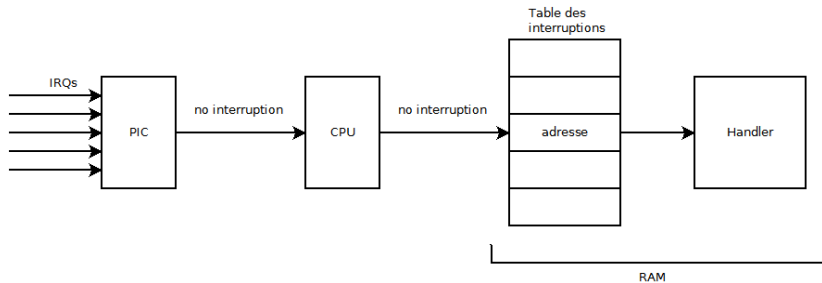 Table des
interruptions
IRQs
no interruption
no interruption
PIC
CPU
adresse
Handler
RAM